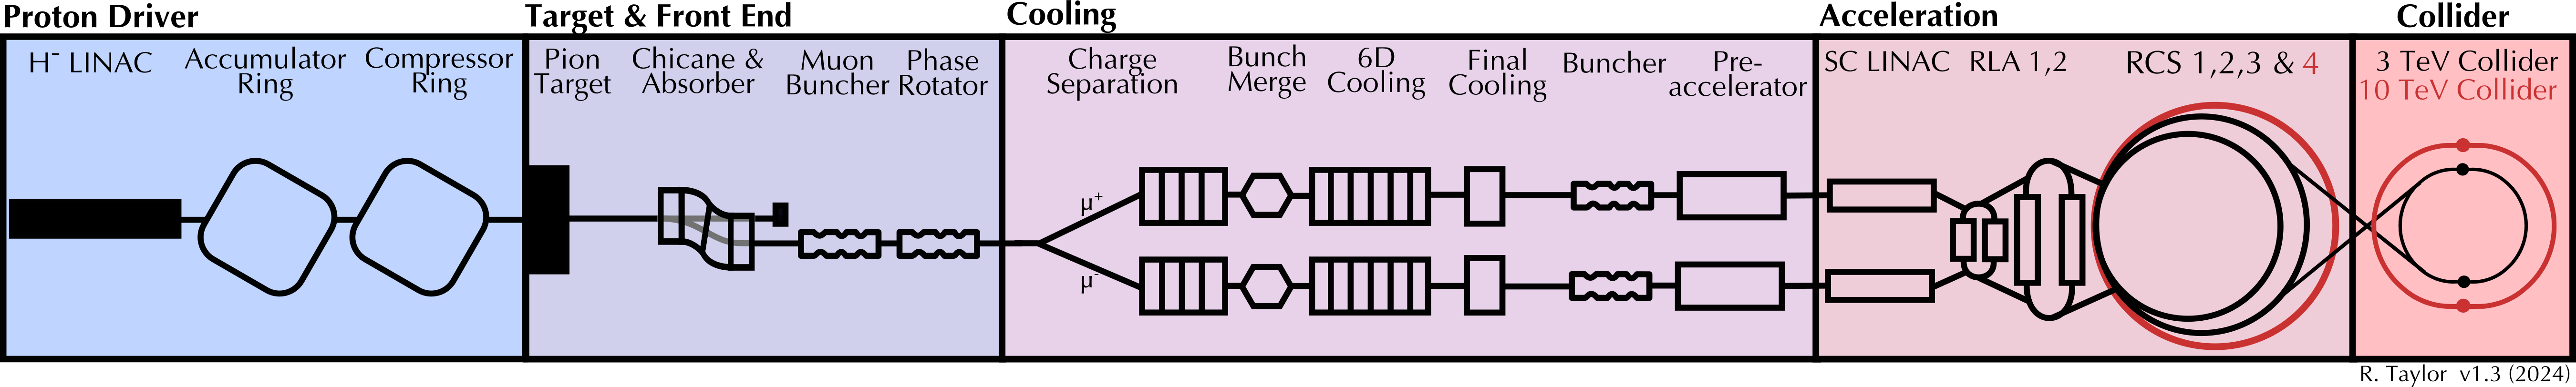 Proton Driver
Target & Front End
Cooling
Acceleration
Collider
H⁻ LINAC
Accumulator
Ring
Compressor
Ring
Pion
Target
Chicane &
Absorber
Muon
Buncher
Phase
Rotator
Charge
Separation
Bunch
Merge
6D
Cooling
Final
Cooling
Buncher
Pre-
accelerator
SC LINAC
RLA 1,2
RCS 1,2,3 & 4
3 TeV Collider
10 TeV Collider
μ⁺
μ⁻
R. Taylor v1.3 (2024)